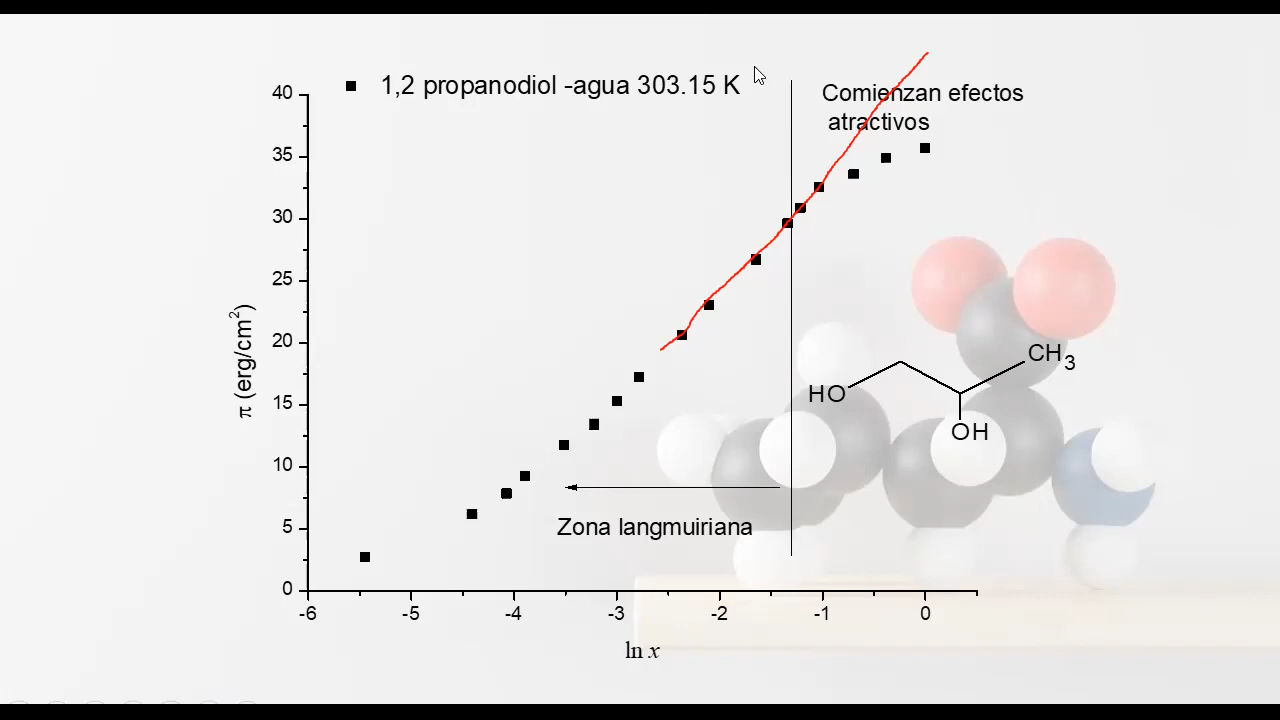 1,2 propanodiol -agua 303.15 K
Comienzan efectos
atractivos
40
35
30
25
20
15
10
5
0
π (erg/cm²)
CH₃
HO
OH
Zona langmuiriana
-6 -5 -4 -3 -2 -1 0
ln x